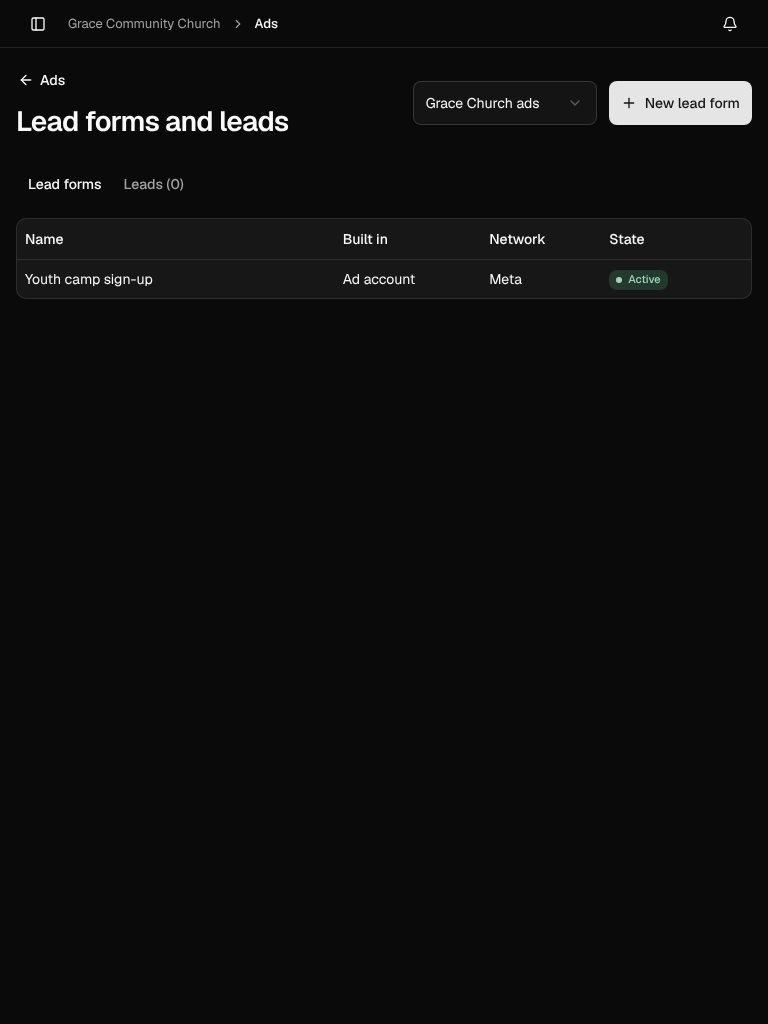 Grace Community Church > Ads
Ads
Lead forms and leads
Grace Church ads
New lead form
Lead forms
Leads (0)
Name Built in Network State
Youth camp sign-up Ad account Meta Active